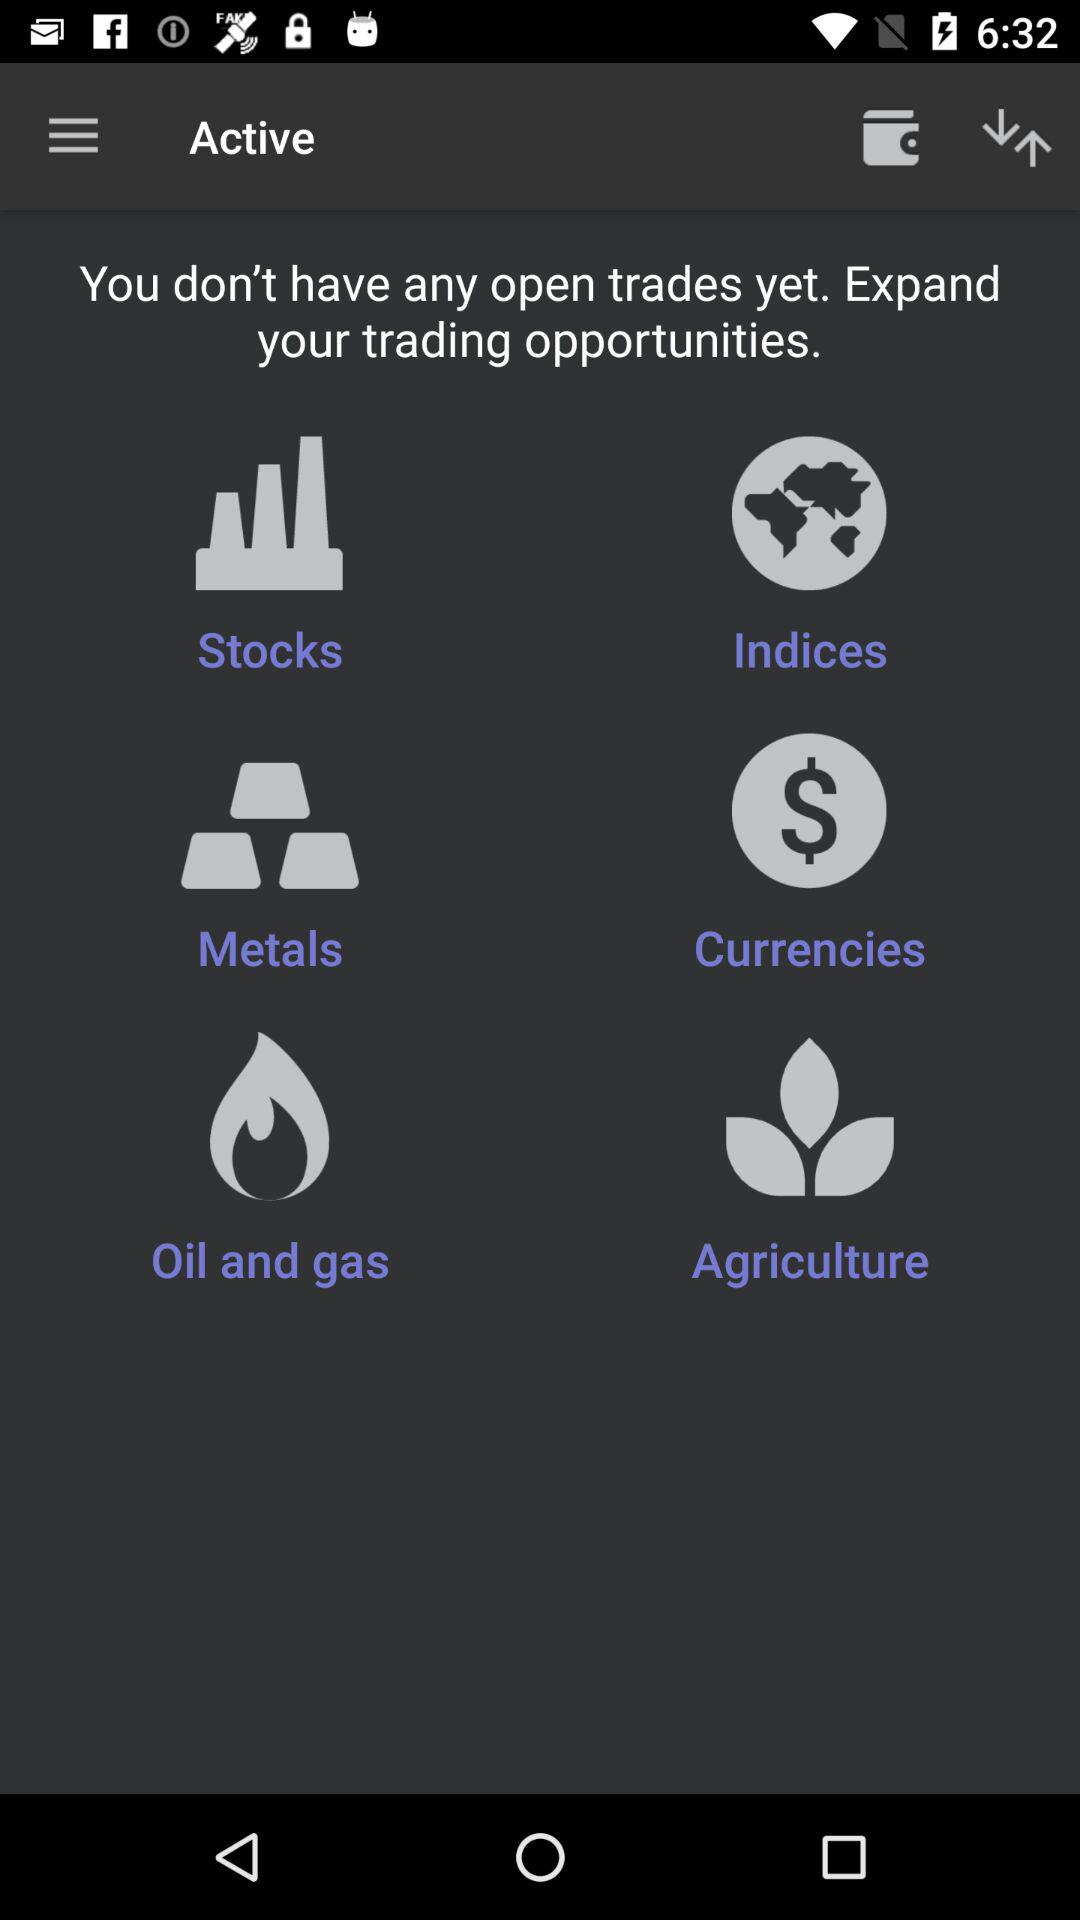 FAKE
6:32
Active
You don’t have any open trades yet. Expand
your trading opportunities.
Stocks
Indices
Metals
Currencies
Oil and gas
Agriculture